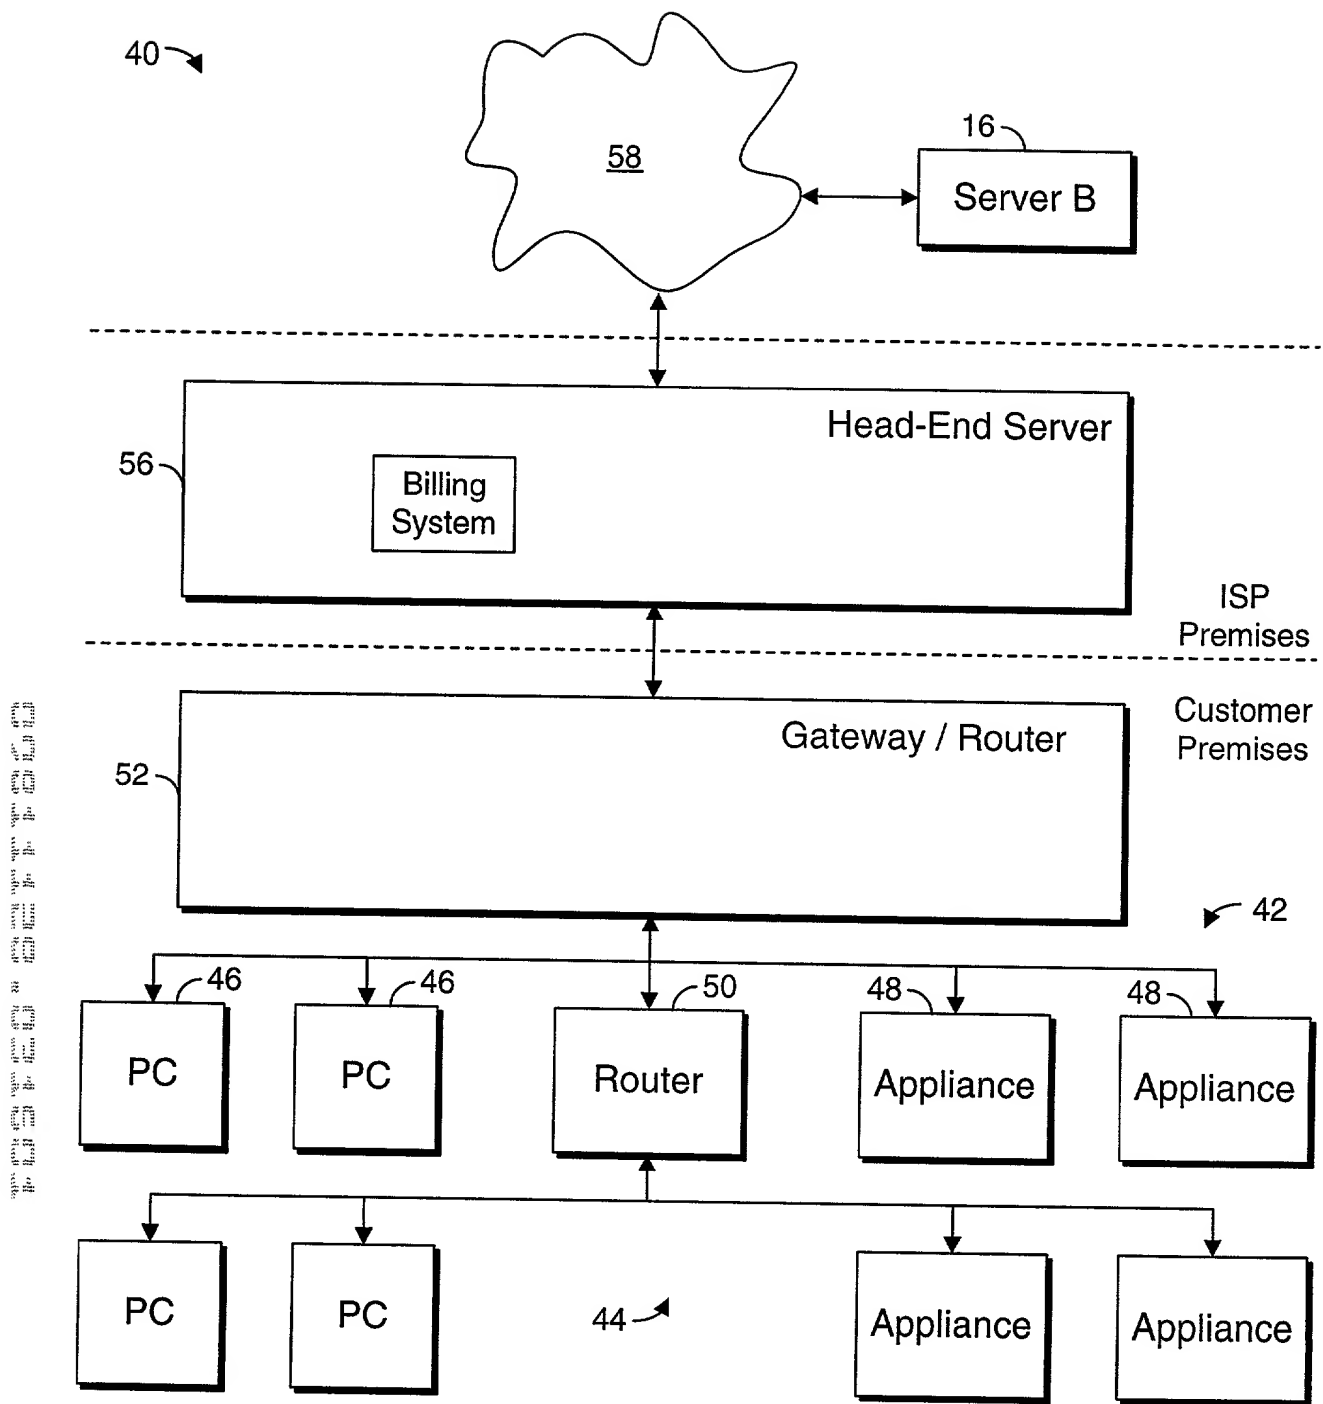 40
58
16
Server B
Head-End Server
56
Billing
System
ISP
Premises
Customer
Premises
Gateway / Router
52
42
46
46
50
48
48
PC
PC
Router
Appliance
Appliance
PC
PC
44
Appliance
Appliance